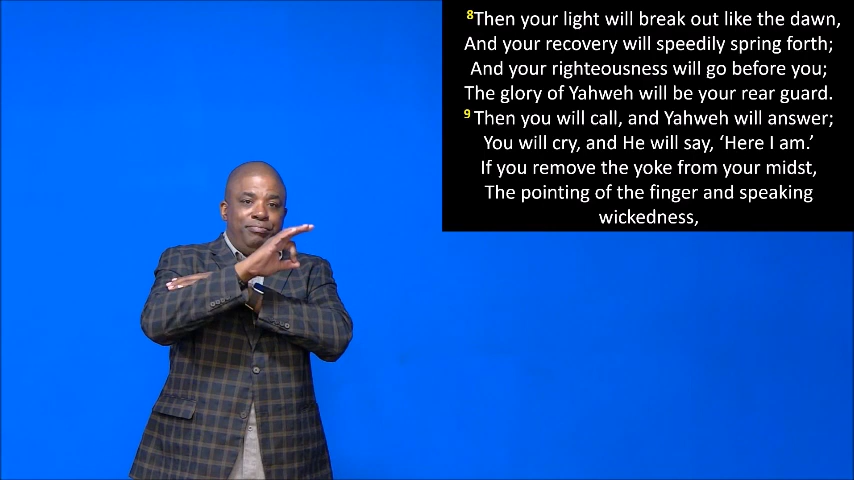 8Then your light will break out like the dawn,
And your recovery will speedily spring forth;
And your righteousness will go before you;
The glory of Yahweh will be your rear guard.
9 Then you will call, and Yahweh will answer;
You will cry, and He will say, ‘Here I am.’
If you remove the yoke from your midst,
The pointing of the finger and speaking
wickedness,